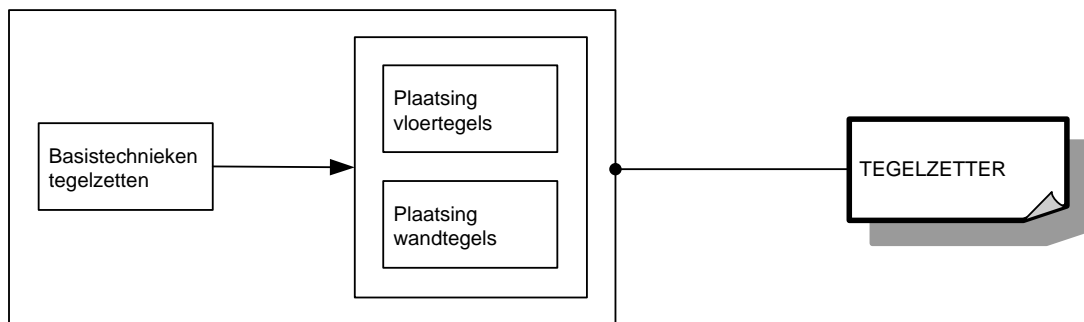 Basistechnieken
tegelzetten
Plaatsing
vloertegels
Plaatsing
wandtegels
TEGELZETTER